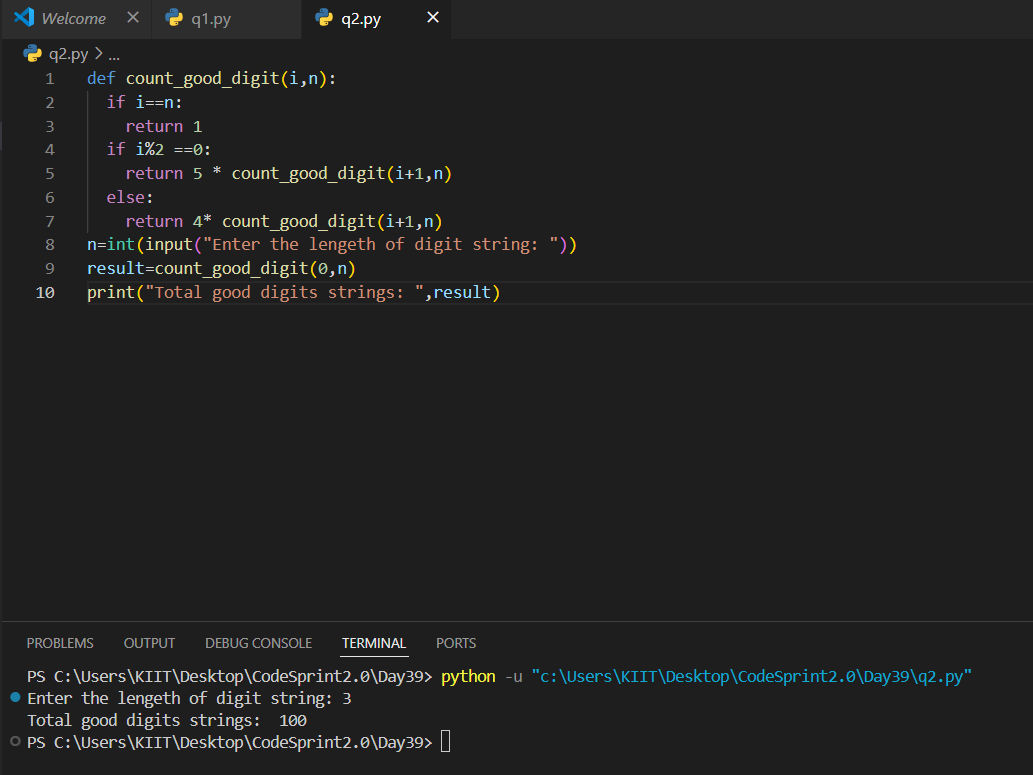 Welcome × q1.py q2.py ×
q2.py > ...
1 def count_good_digit(i,n):
2   if i==n:
3     return 1
4   if i%2 ==0:
5     return 5 * count_good_digit(i+1,n)
6   else:
7     return 4* count_good_digit(i+1,n)
8 n=int(input("Enter the lengeth of digit string: "))
9 result=count_good_digit(0,n)
10 print("Total good digits strings: ",result)
PROBLEMS OUTPUT DEBUG CONSOLE TERMINAL PORTS
PS C:\Users\KIIT\Desktop\CodeSprint2.0\Day39> python -u "c:\Users\KIIT\Desktop\CodeSprint2.0\Day39\q2.py"
Enter the lengeth of digit string: 3
Total good digits strings:  100
PS C:\Users\KIIT\Desktop\CodeSprint2.0\Day39>